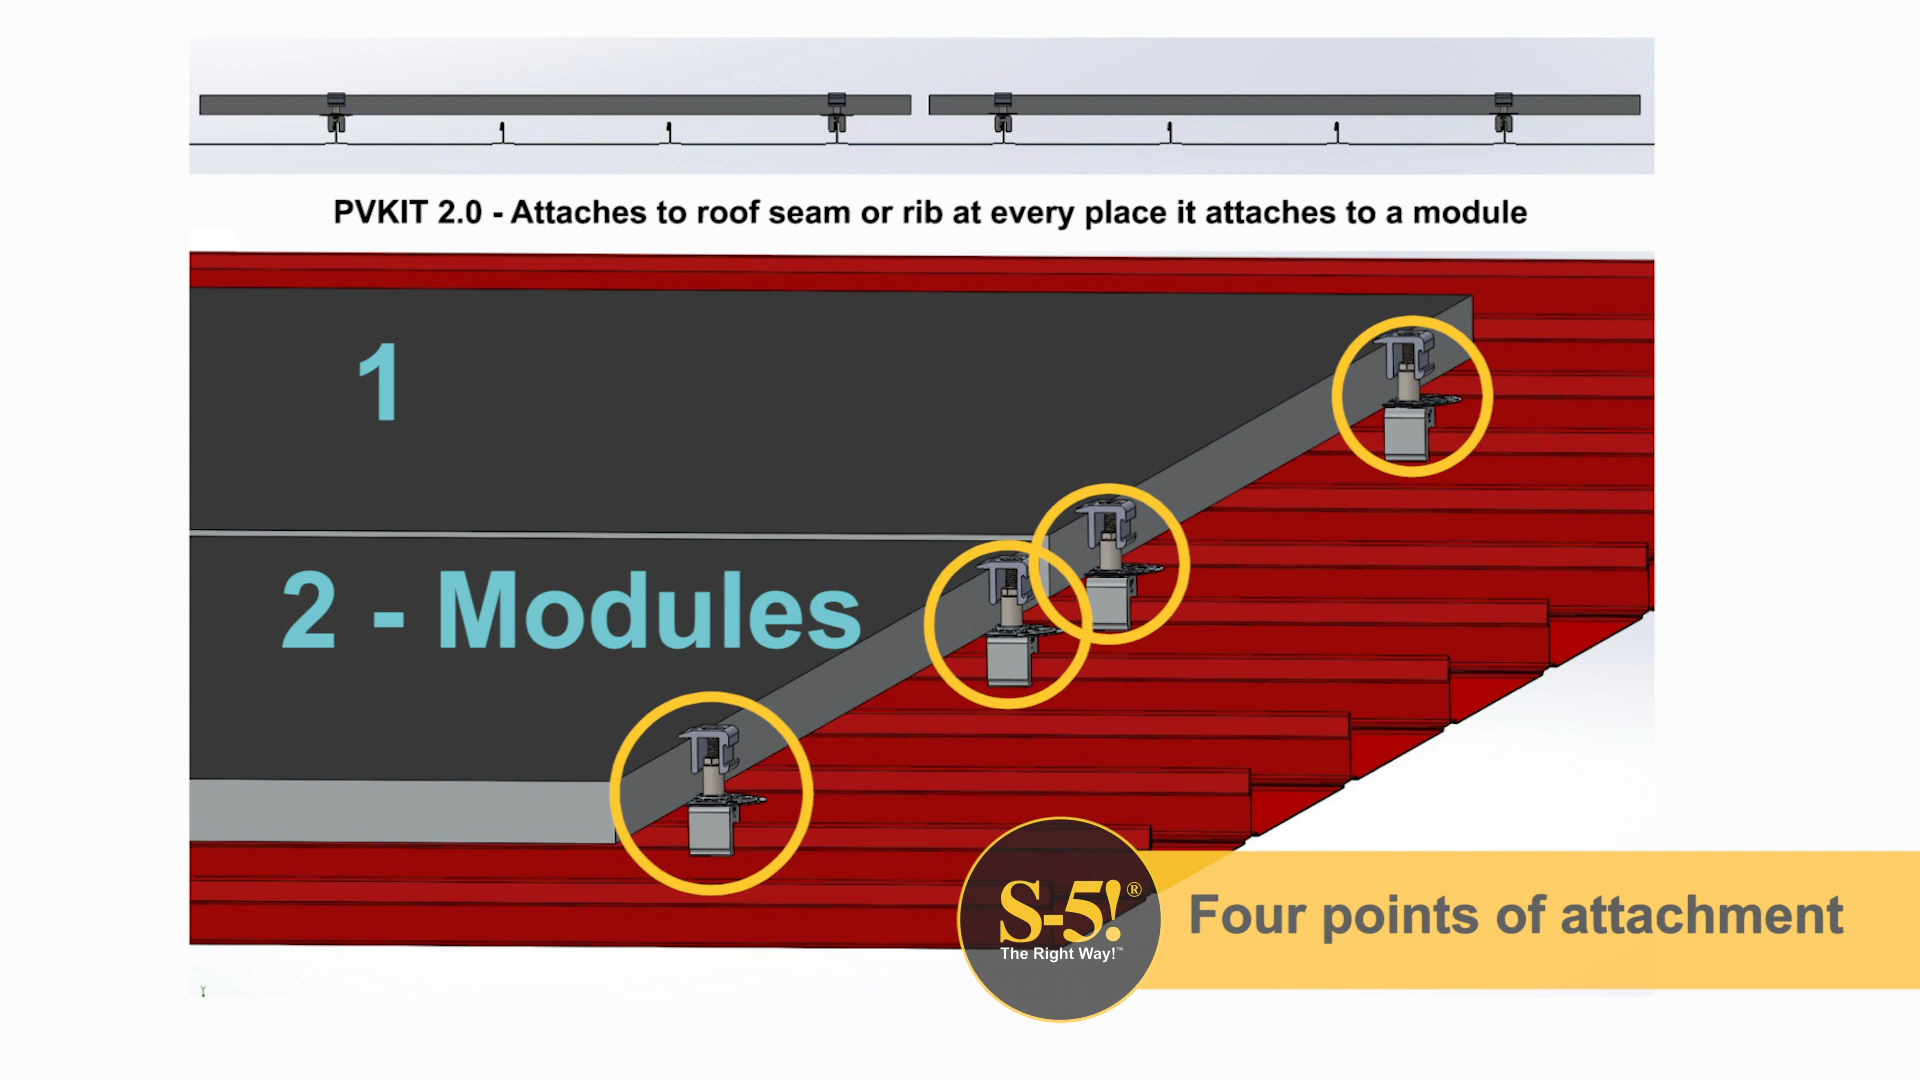 PVKIT 2.0 - Attaches to roof seam or rib at every place it attaches to a module
1
2 - Modules
S-5!®
The Right Way!™
Four points of attachment
Y